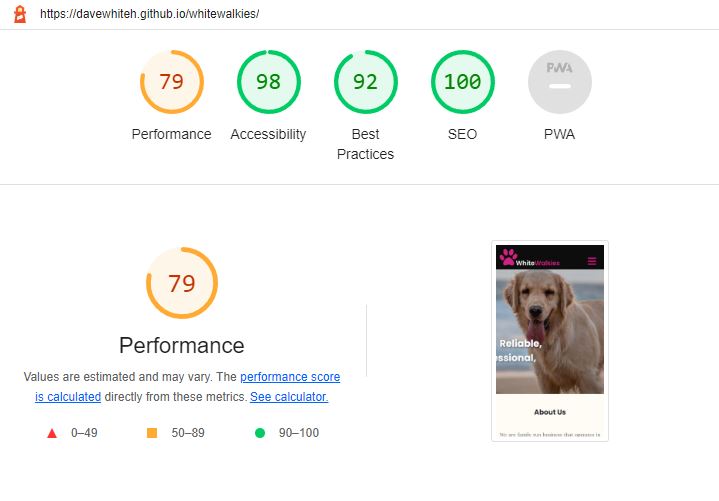 https://davewhiteh.github.io/whitewalkies/
79
98
92
100
PWA
Performance
Accessibility
Best
Practices
SEO
PWA
79
Performance
Values are estimated and may vary. The performance score
is calculated directly from these metrics. See calculator.
0–49
50–89
90–100
WhiteWalkies
Reliable,
essional,
About Us
We are family run business that operates in